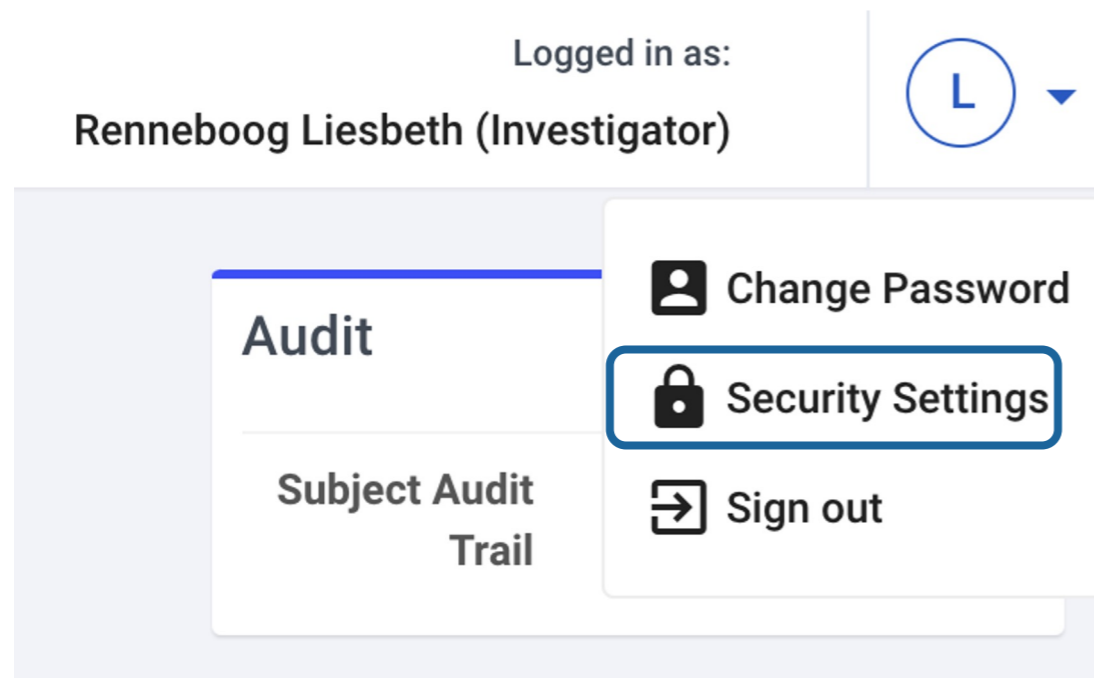 Logged in as:
Renneboog Liesbeth (Investigator)
L
Change Password
Audit
Security Settings
Subject Audit
Trail
Sign out